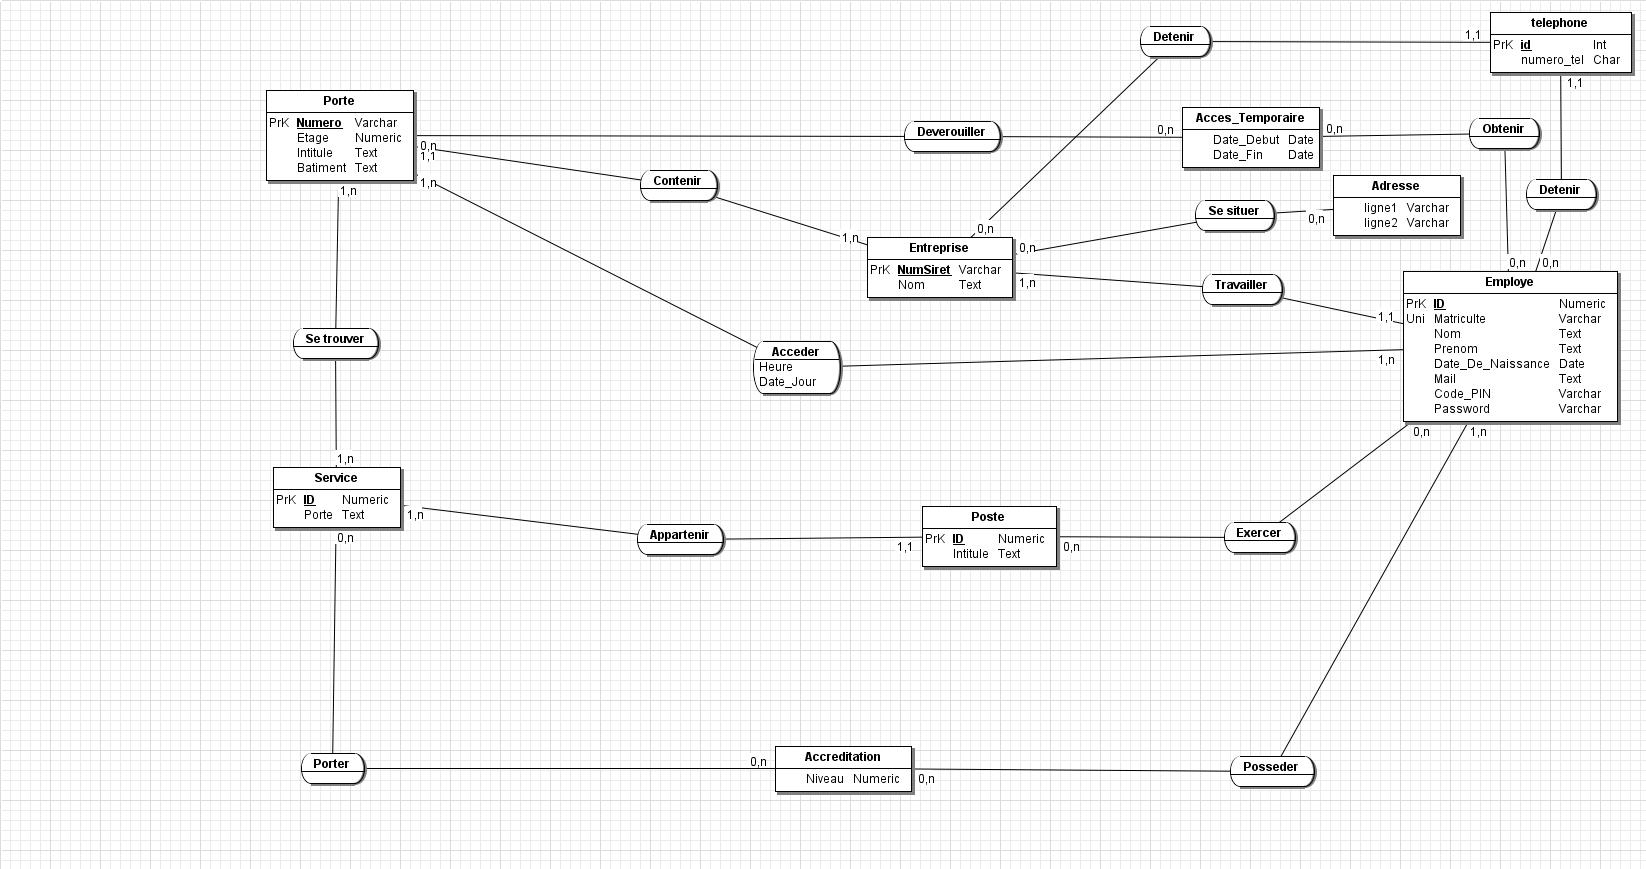 telephone
PrK id Int
numero_tel Char
1,1
Detenir
1,1
Porte
PrK Numero Varchar
Etage Numeric
Intitule Text
Batiment Text
0,n
1,1
1,n
1,n
Deverouiller
0,n
Acces_Temporaire
Date_Debut Date
Date_Fin Date
0,n
Obtenir
Contenir
1,n
Detenir
Adresse
ligne1 Varchar
ligne2 Varchar
Se situer
0,n
0,n
Entreprise
PrK NumSiret Varchar
Nom Text
0,n
1,n
Travailler
1,1
0,n
0,n
Employe
PrK ID Numeric
Uni Matriculte Varchar
Nom Text
Prenom Text
Date_De_Naissance Date
Mail Text
Code_PIN Varchar
Password Varchar
1,n
0,n
1,n
Se trouver
Acceder
Heure
Date_Jour
1,n
Service
PrK ID Numeric
Porte Text
1,n
0,n
Appartenir
1,1
Poste
PrK ID Numeric
Intitule Text
0,n
Exercer
Porter
0,n
Accreditation
Niveau Numeric
0,n
Posseder